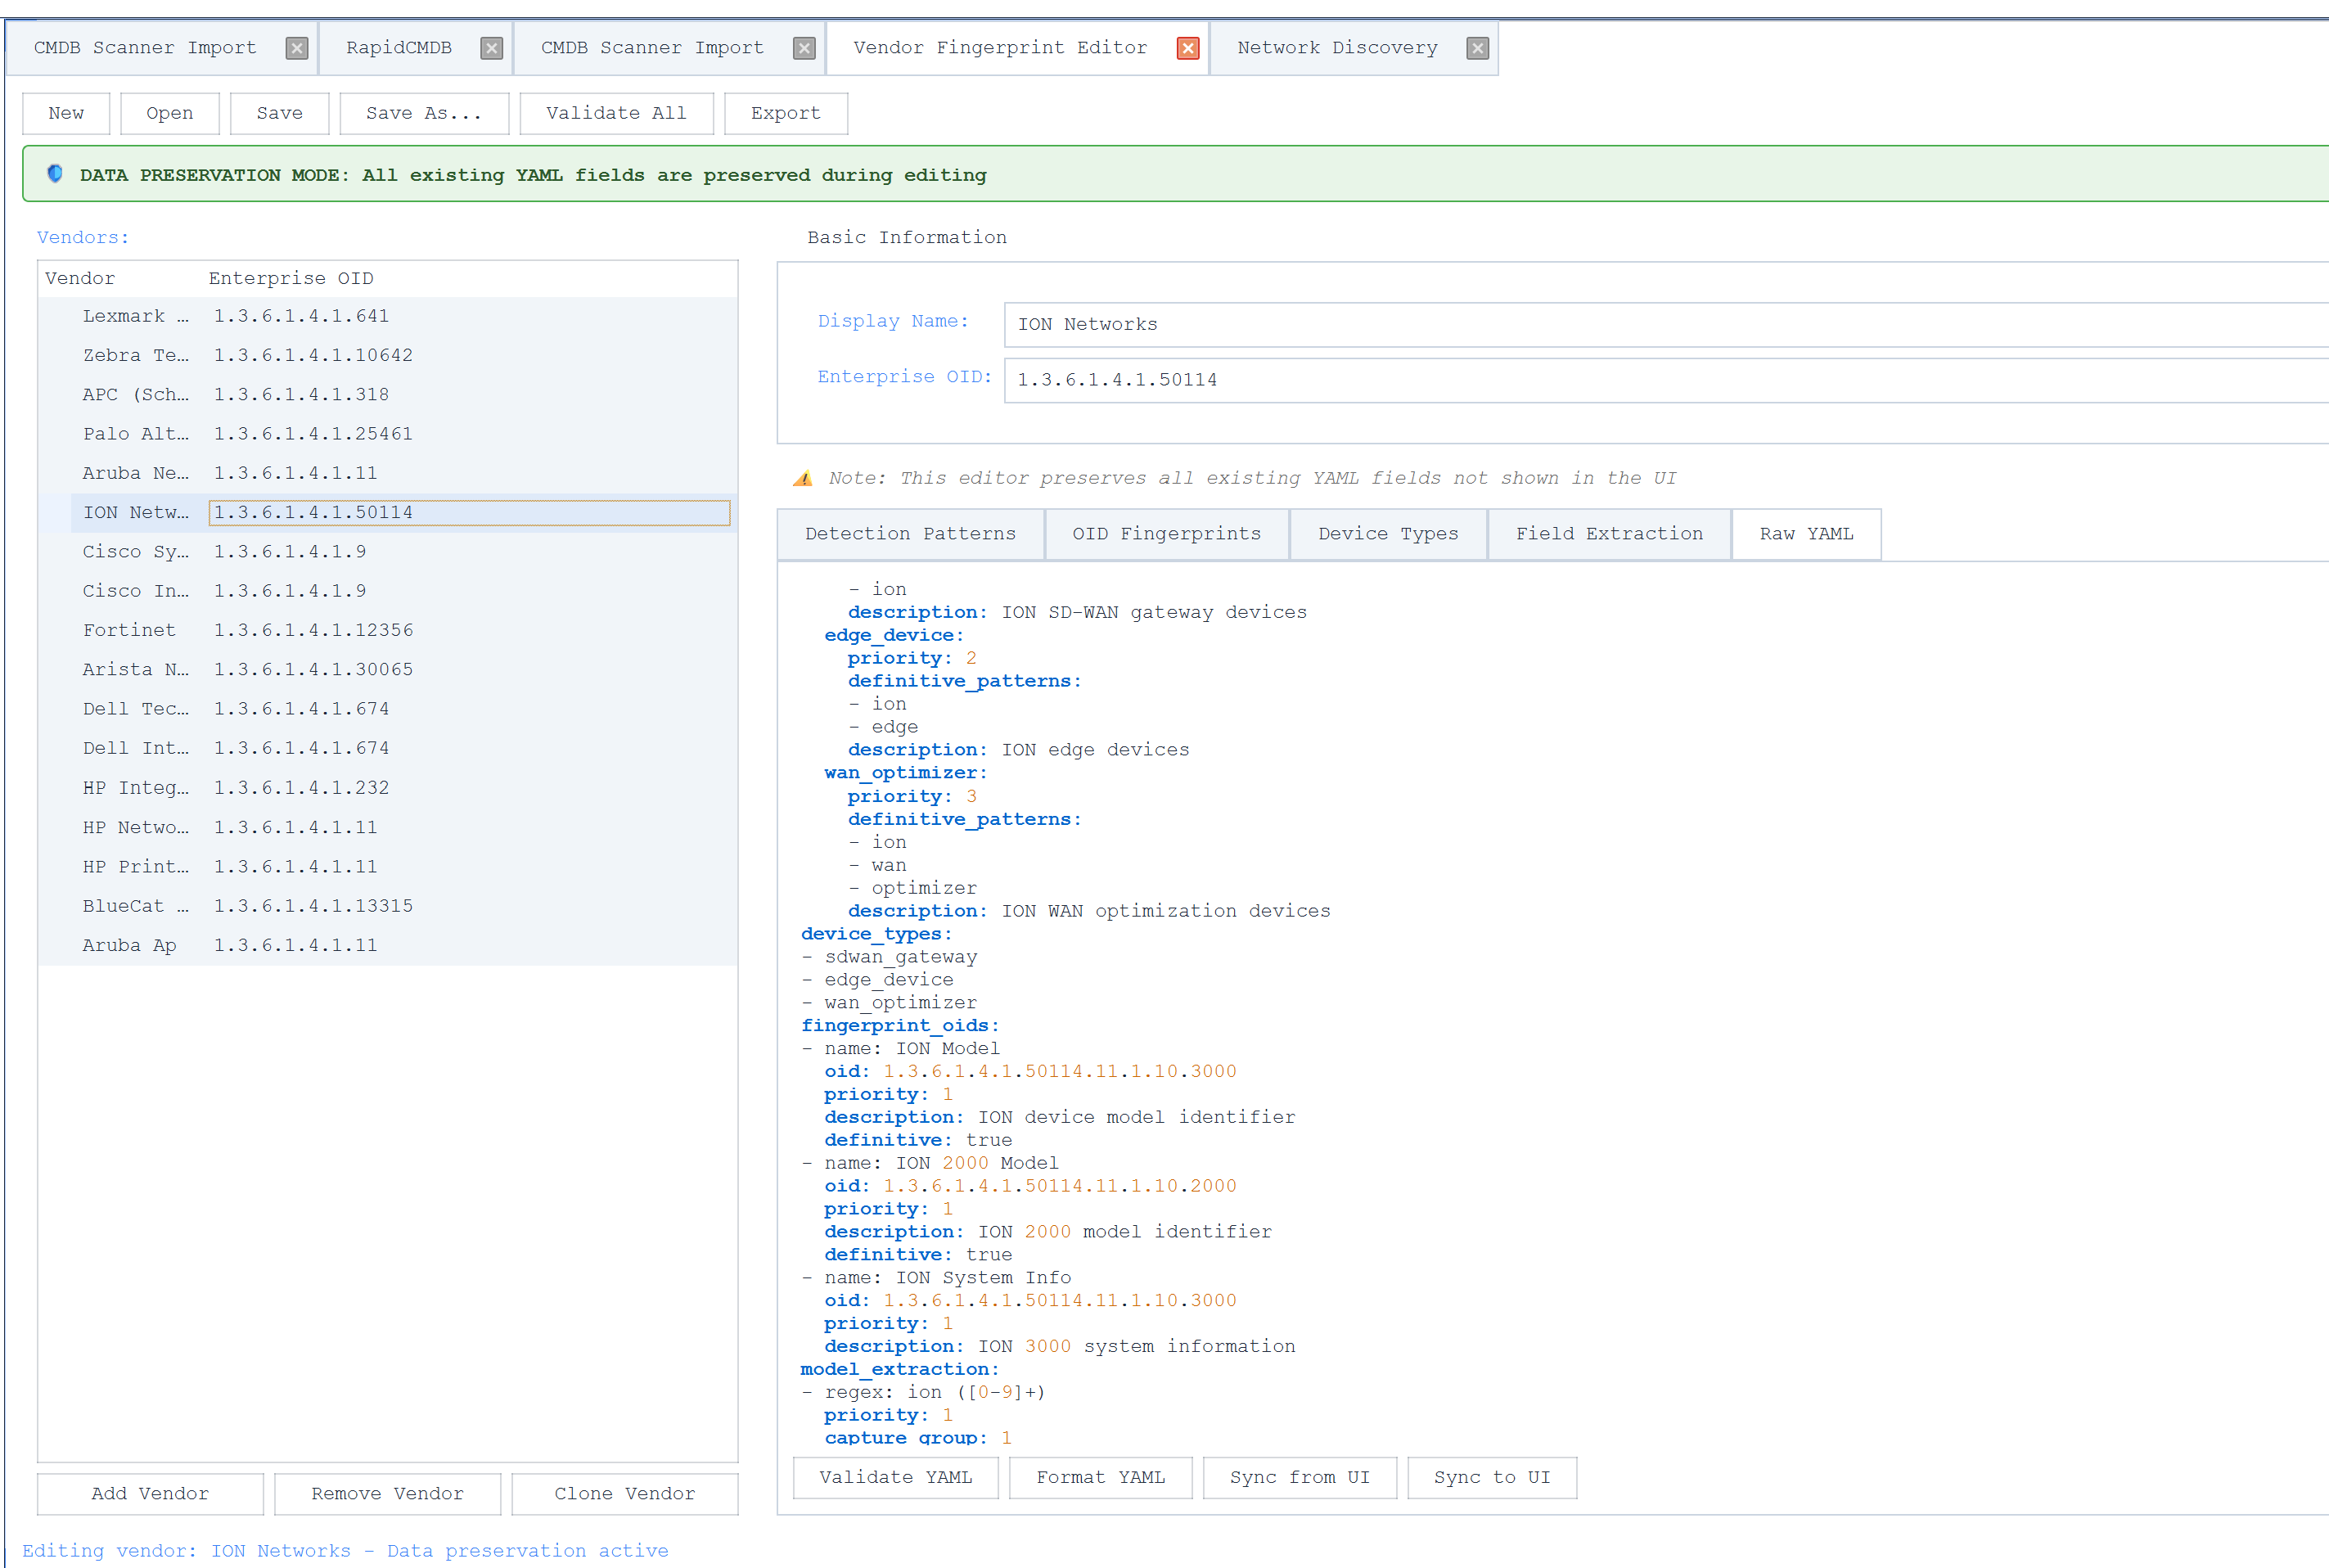 CMDB Scanner Import
RapidCMDB
CMDB Scanner Import
Vendor Fingerprint Editor
Network Discovery
New
Open
Save
Save As...
Validate All
Export
DATA PRESERVATION MODE: All existing YAML fields are preserved during editing
Vendors:
Vendor Enterprise OID
Lexmark … 1.3.6.1.4.1.641
Zebra Te… 1.3.6.1.4.1.10642
APC (Sch… 1.3.6.1.4.1.318
Palo Alt… 1.3.6.1.4.1.25461
Aruba Ne… 1.3.6.1.4.1.11
ION Netw… 1.3.6.1.4.1.50114
Cisco Sy… 1.3.6.1.4.1.9
Cisco In… 1.3.6.1.4.1.9
Fortinet 1.3.6.1.4.1.12356
Arista N… 1.3.6.1.4.1.30065
Dell Tec… 1.3.6.1.4.1.674
Dell Int… 1.3.6.1.4.1.674
HP Integ… 1.3.6.1.4.1.232
HP Netwo… 1.3.6.1.4.1.11
HP Print… 1.3.6.1.4.1.11
BlueCat … 1.3.6.1.4.1.13315
Aruba Ap 1.3.6.1.4.1.11
Add Vendor
Remove Vendor
Clone Vendor
Basic Information
Display Name: ION Networks
Enterprise OID: 1.3.6.1.4.1.50114
Note: This editor preserves all existing YAML fields not shown in the UI
Detection Patterns
OID Fingerprints
Device Types
Field Extraction
Raw YAML
- ion
description: ION SD-WAN gateway devices
edge_device:
priority: 2
definitive_patterns:
- ion
- edge
description: ION edge devices
wan_optimizer:
priority: 3
definitive_patterns:
- ion
- wan
- optimizer
description: ION WAN optimization devices
device_types:
- sdwan_gateway
- edge_device
- wan_optimizer
fingerprint_oids:
- name: ION Model
oid: 1.3.6.1.4.1.50114.11.1.10.3000
priority: 1
description: ION device model identifier
definitive: true
- name: ION 2000 Model
oid: 1.3.6.1.4.1.50114.11.1.10.2000
priority: 1
description: ION 2000 model identifier
definitive: true
- name: ION System Info
oid: 1.3.6.1.4.1.50114.11.1.10.3000
priority: 1
description: ION 3000 system information
model_extraction:
- regex: ion ([0-9]+)
priority: 1
capture_group: 1
Validate YAML
Format YAML
Sync from UI
Sync to UI
Editing vendor: ION Networks - Data preservation active